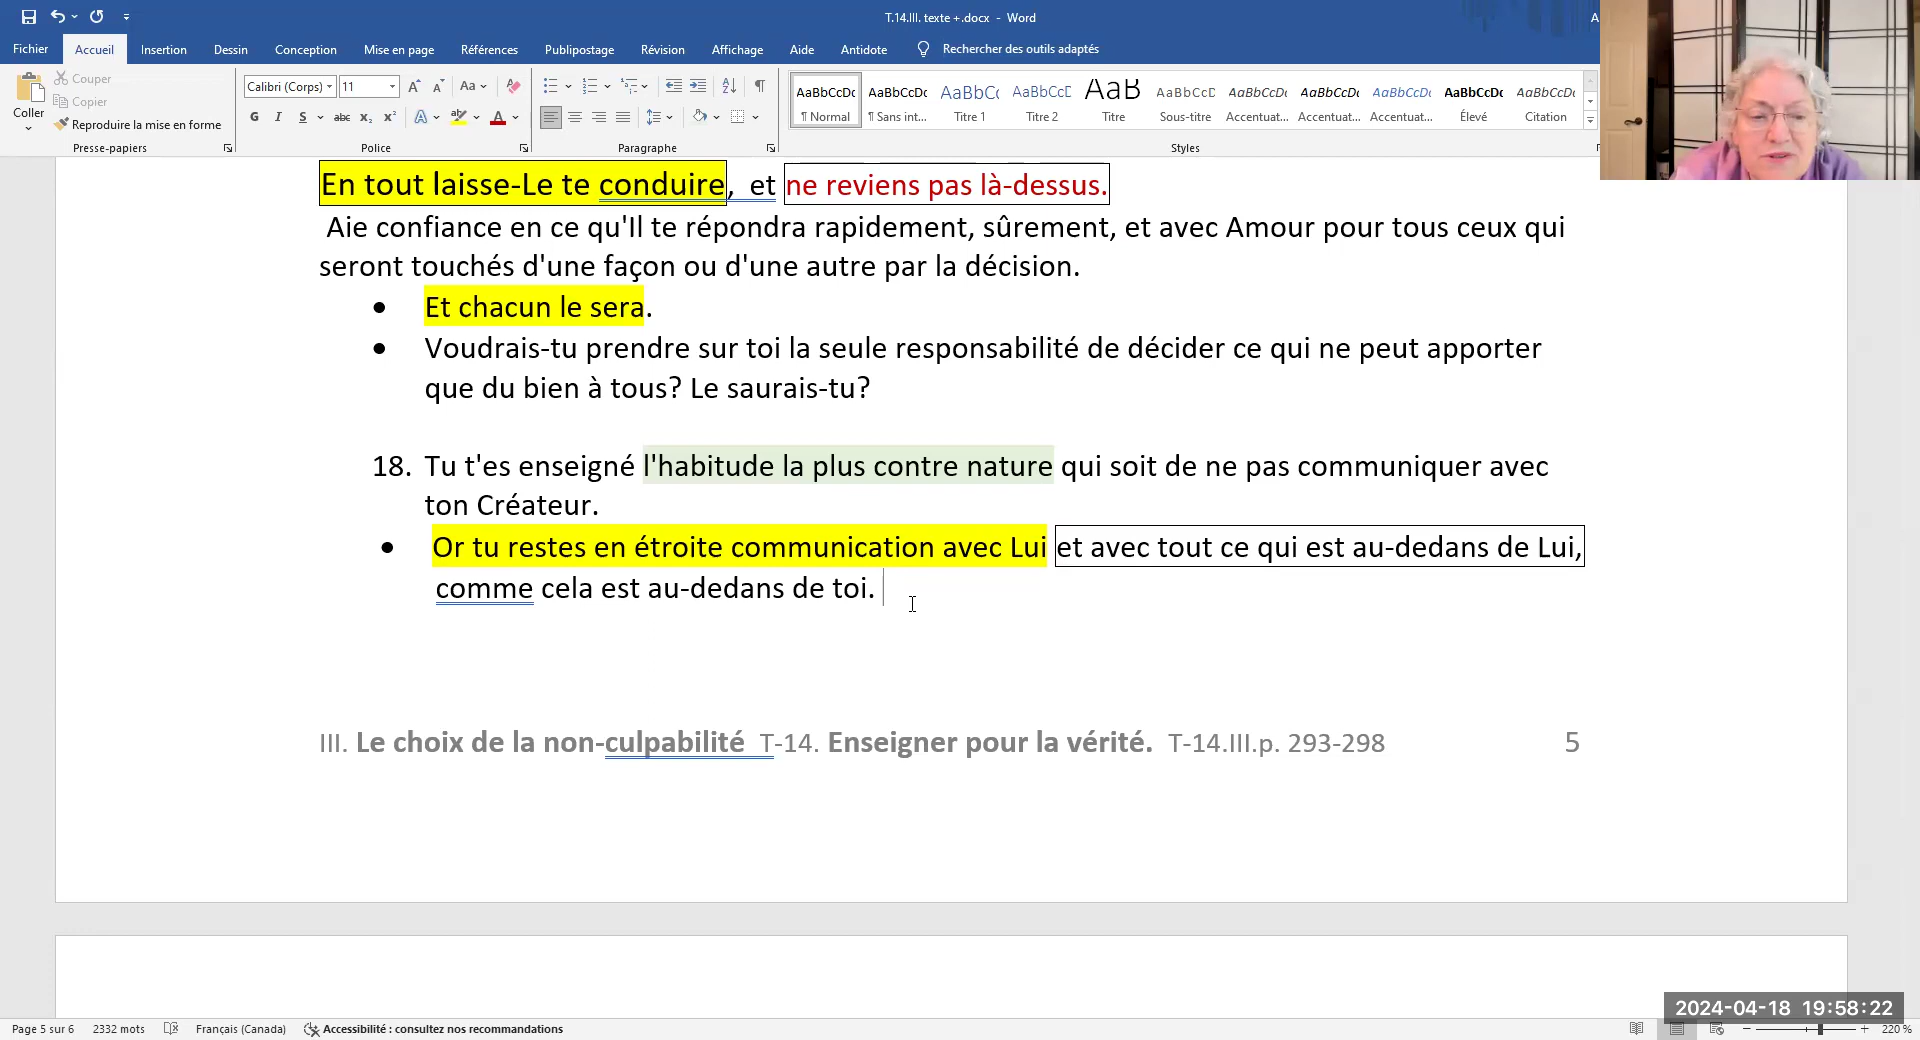 T.14.III. texte +.docx - Word
Fichier Accueil Insertion Dessin Conception Mise en page Références Publipostage Révision Affichage Aide Antidote Rechercher des outils adaptés
Coller
Couper
Copier
Reproduire la mise en forme
Presse-papiers
Calibri (Corps) 11
G I S abc x₂ x²
Police
Paragraphe
AaBbCcDc AaBbCcDc AaBbCc AaBbCcD AaB AaBbCcD AaBbCcDc AaBbCcDc AaBbCcDc AaBbCcDc AaBbCcDc
¶ Normal ¶ Sans int... Titre 1 Titre 2 Titre Sous-titre Accentuat... Accentuat... Accentuat... Élevé Citation
Styles
En tout laisse-Le te conduire, et ne reviens pas là-dessus.
Aie confiance en ce qu'Il te répondra rapidement, sûrement, et avec Amour pour tous ceux qui
seront touchés d'une façon ou d'une autre par la décision.
• Et chacun le sera.
• Voudrais-tu prendre sur toi la seule responsabilité de décider ce qui ne peut apporter
que du bien à tous? Le saurais-tu?
18. Tu t'es enseigné l'habitude la plus contre nature qui soit de ne pas communiquer avec
ton Créateur.
• Or tu restes en étroite communication avec Lui et avec tout ce qui est au-dedans de Lui,
comme cela est au-dedans de toi.
III. Le choix de la non-culpabilité T-14. Enseigner pour la vérité. T-14.III.p. 293-298 5
2024-04-18 19:58:22
Page 5 sur 6 2332 mots Français (Canada) Accessibilité : consultez nos recommandations 220 %